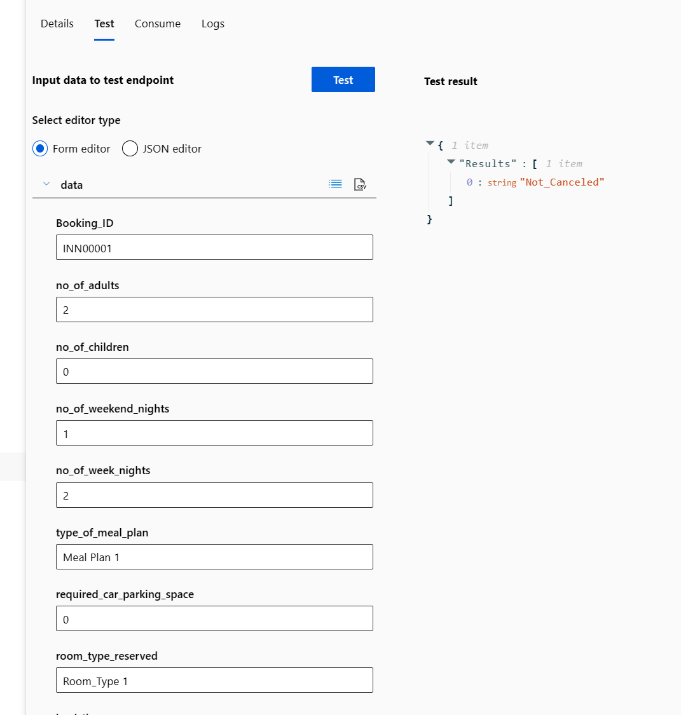 Details Test Consume Logs
Input data to test endpoint Test
Select editor type
Form editor JSON editor
data
Booking_ID
INN00001
no_of_adults
2
no_of_children
0
no_of_weekend_nights
1
no_of_week_nights
2
type_of_meal_plan
Meal Plan 1
required_car_parking_space
0
room_type_reserved
Room_Type 1
Test result
{ 1 item
"Results" : [ 1 item
0 : string "Not_Canceled"
]
}